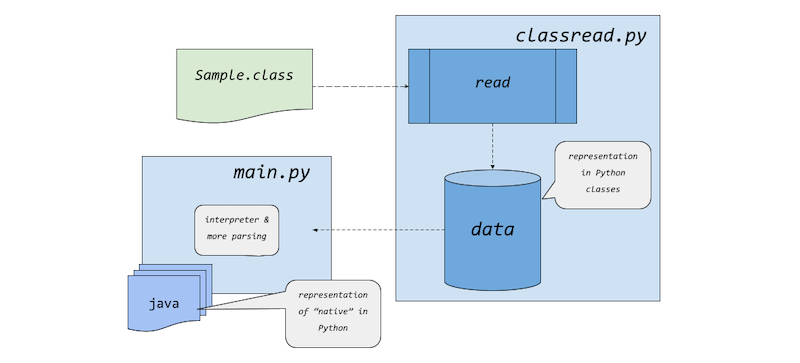 classread.py
Sample.class
read
representation
in Python
classes
main.py
interpreter &
more parsing
data
java
representation
of “native” in
Python